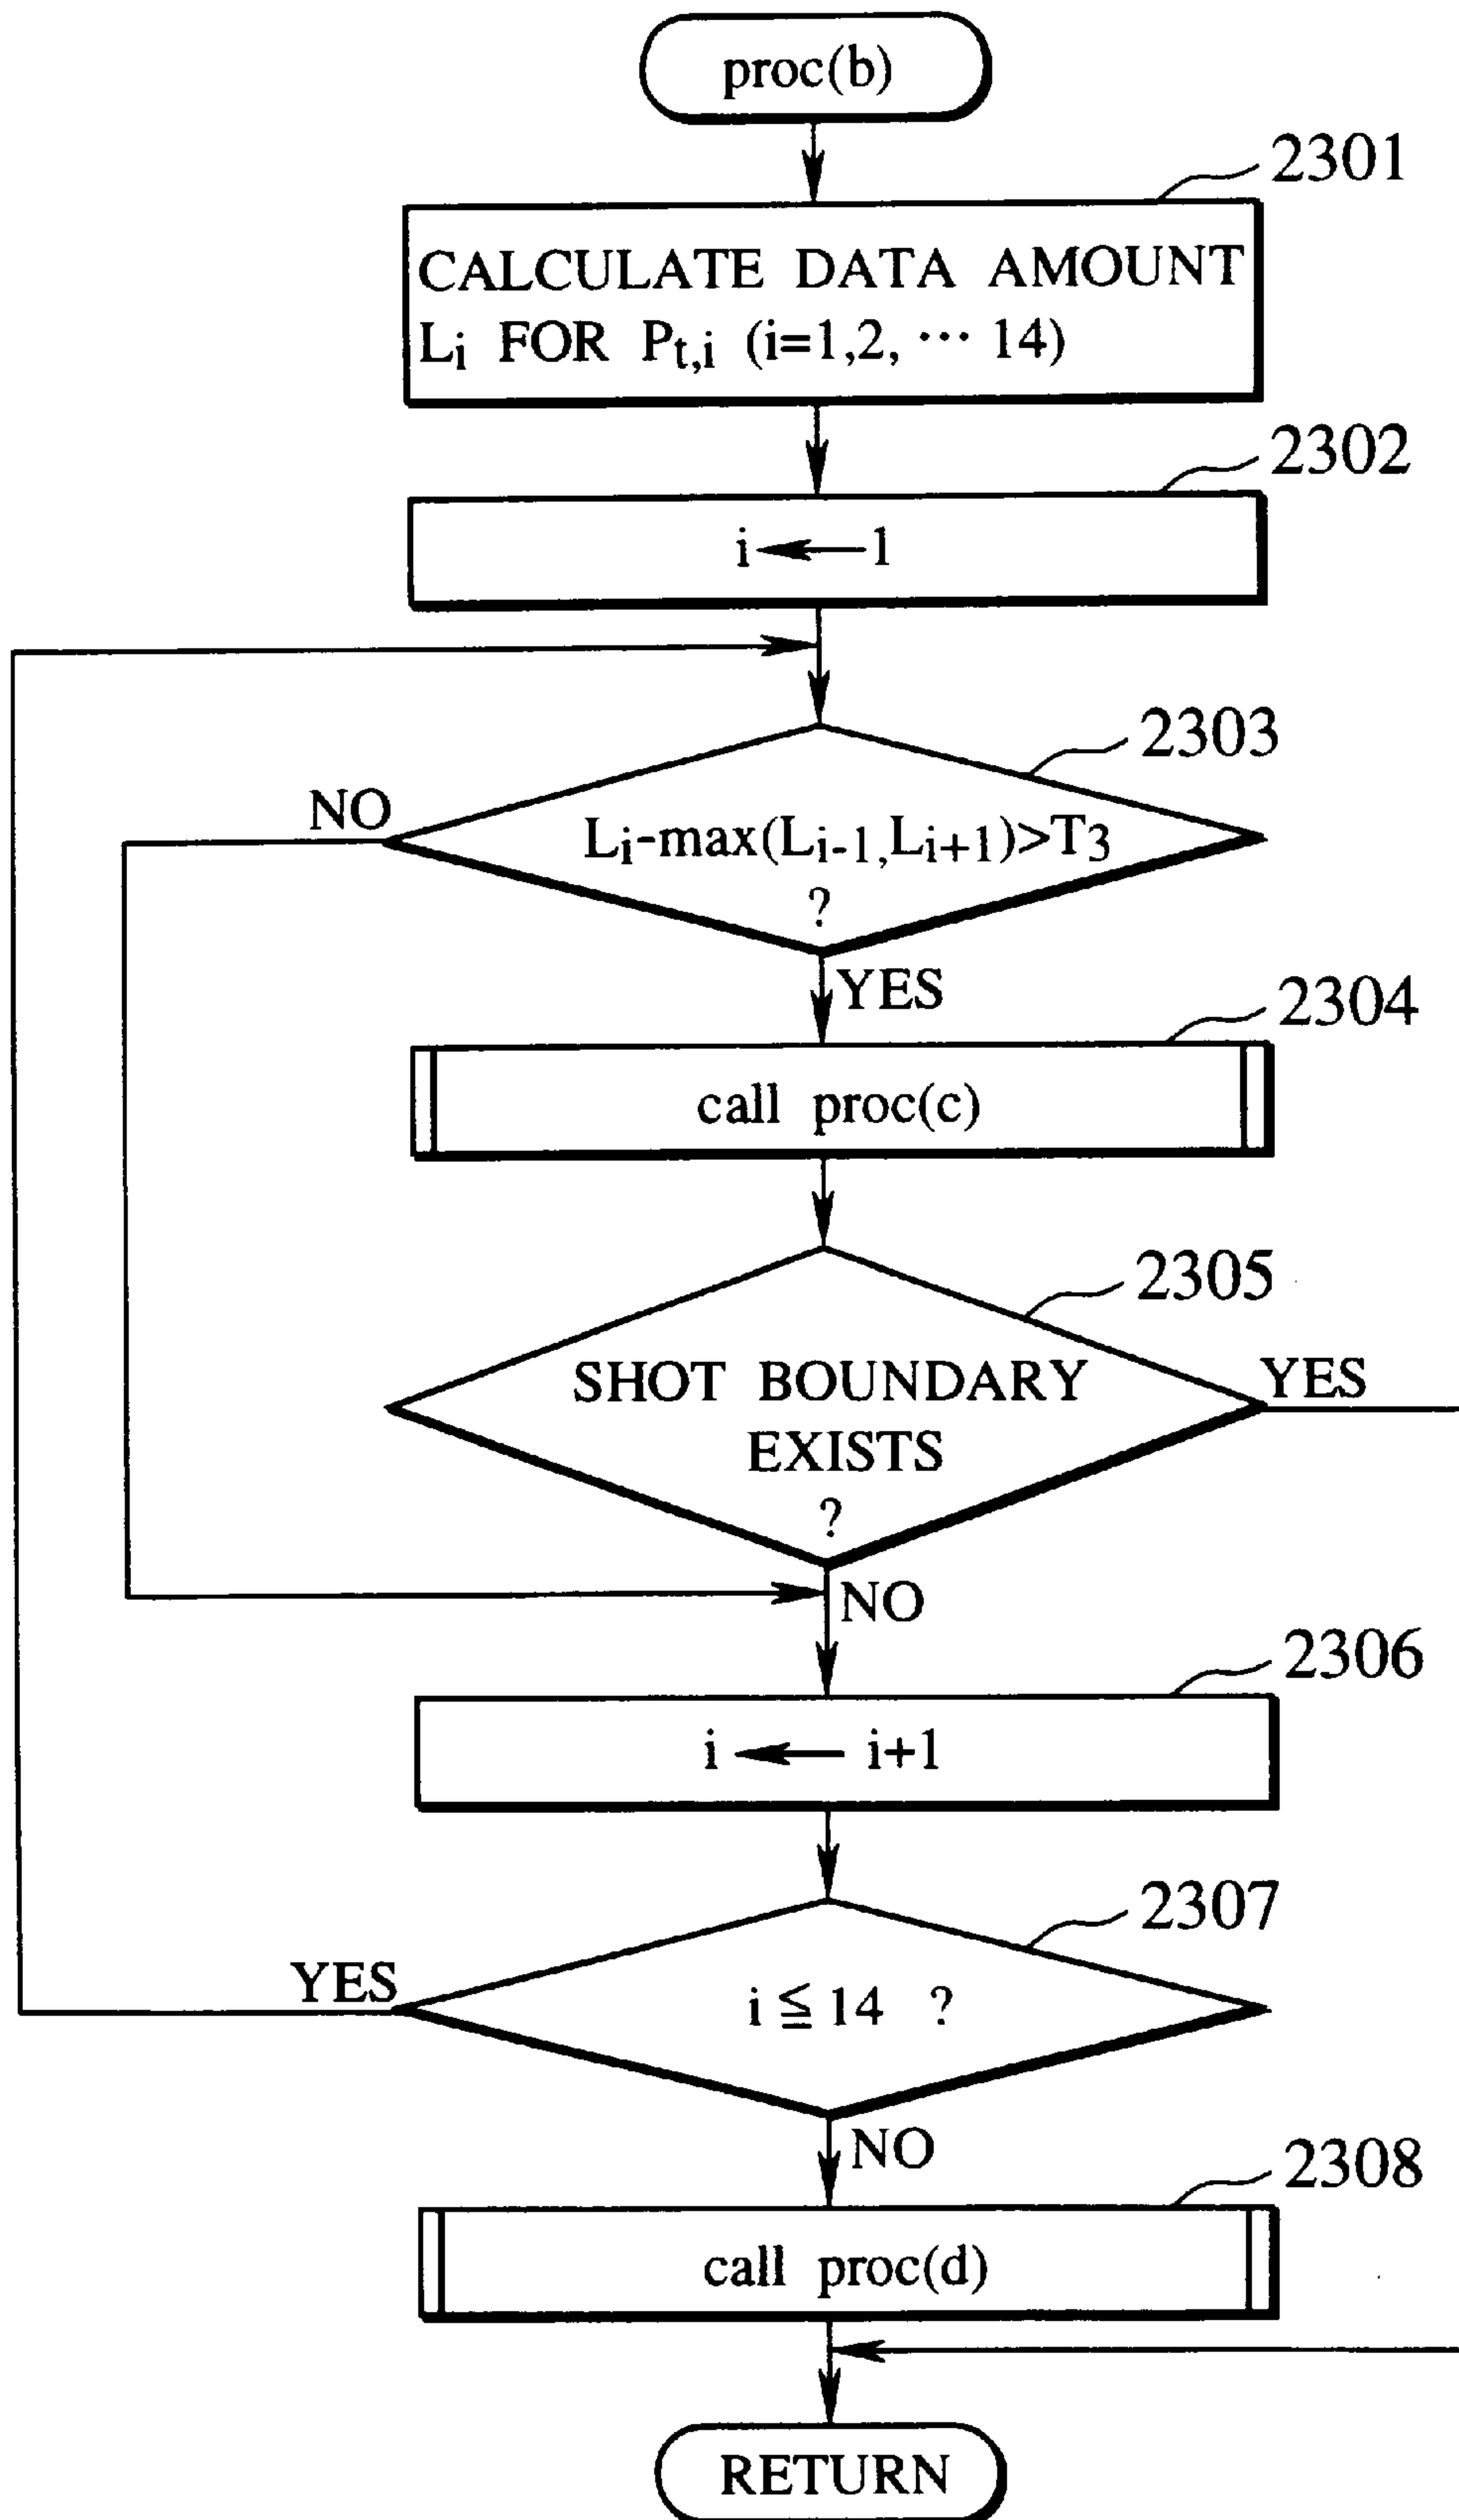 proc(b)
2301
CALCULATE DATA AMOUNT
Li FOR Pt,i (i=1,2, ··· 14)
2302
i ← 1
2303
NO
Li-max(Li-1,Li+1)>T3
?
YES
2304
call proc(c)
2305
SHOT BOUNDARY
YES
EXISTS
?
NO
2306
i ← i+1
2307
YES
i ≦ 14 ?
NO
2308
call proc(d)
RETURN